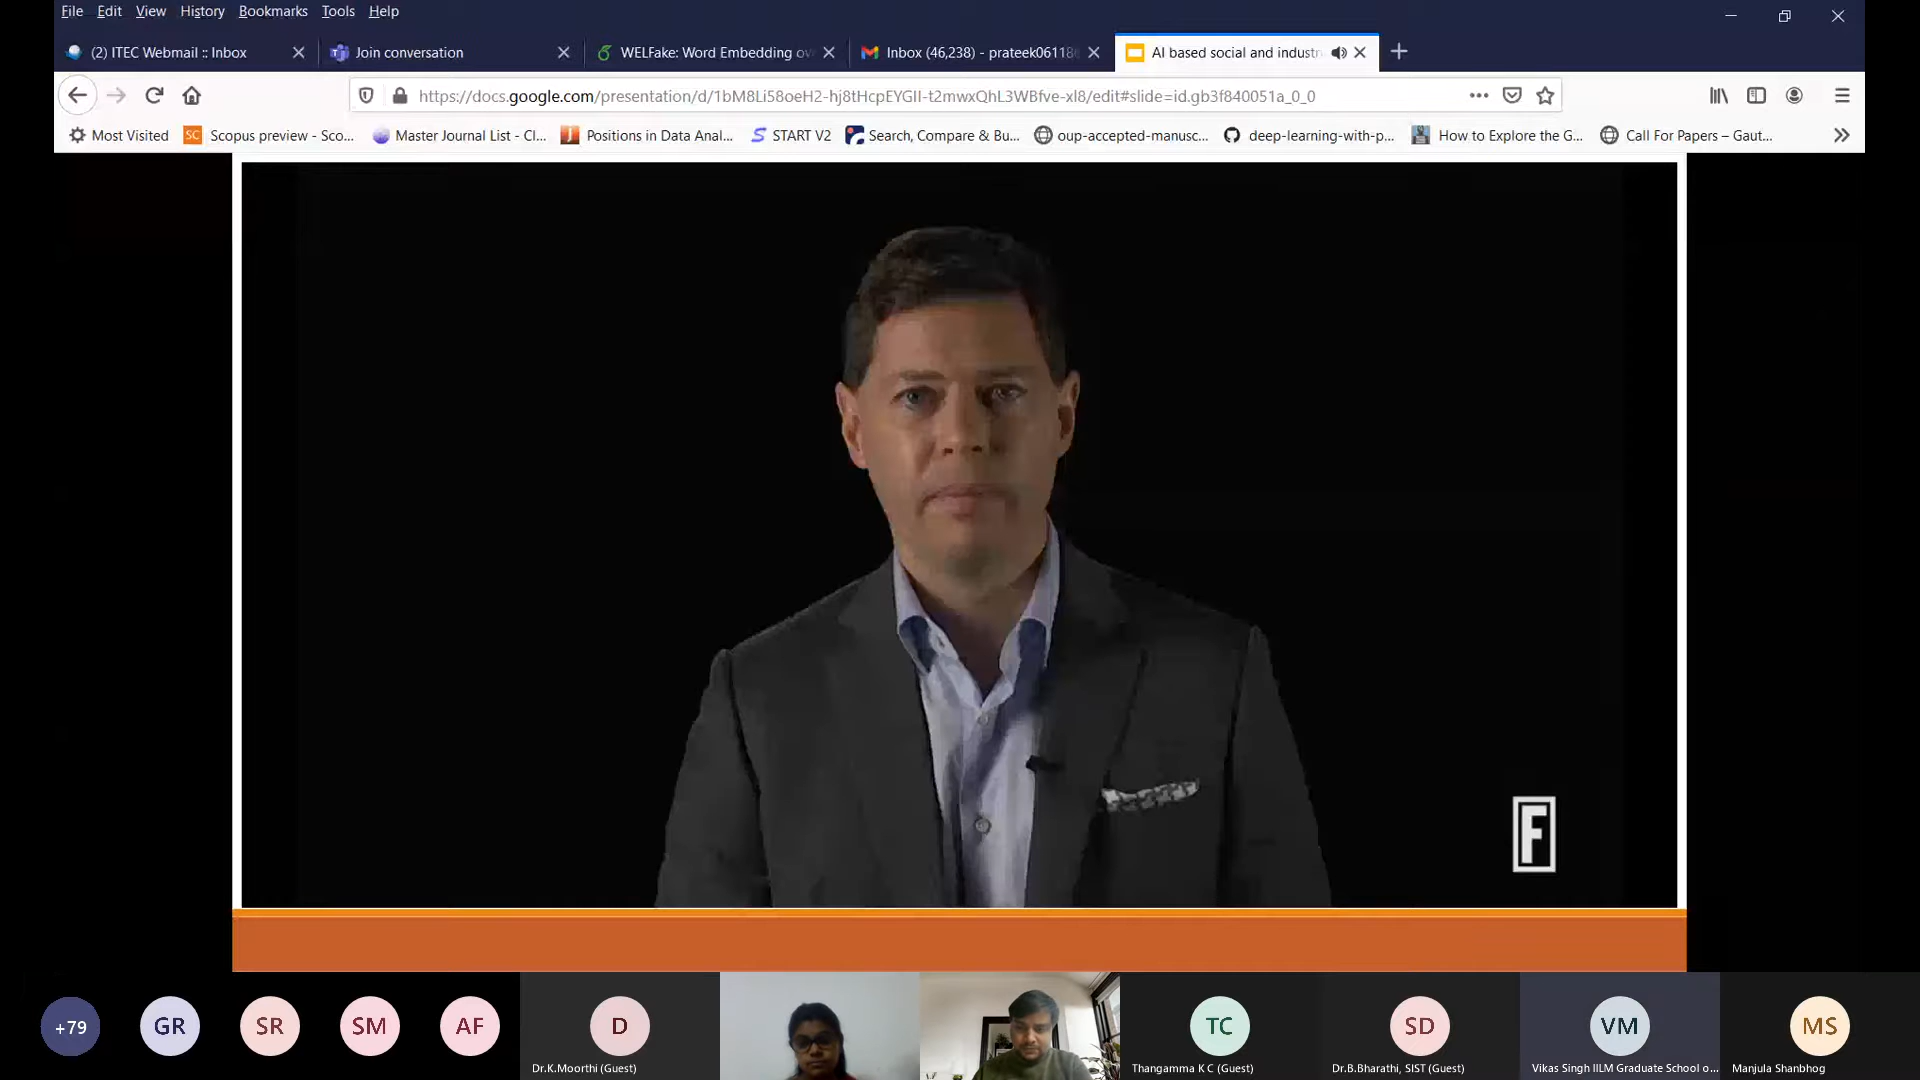 File Edit View History Bookmarks Tools Help
(2) ITEC Webmail :: Inbox
Join conversation
WELFake: Word Embedding ov
Inbox (46,238) - prateek06118
AI based social and industr
https://docs.google.com/presentation/d/1bM8Li58oeH2-hj8tHcpEYGII-t2mwxQhL3WBfve-xl8/edit#slide=id.gb3f840051a_0_0
Most Visited
SC Scopus preview - Sco...
Master Journal List - Cl...
Positions in Data Anal...
START V2
Search, Compare & Bu...
oup-accepted-manusc...
deep-learning-with-p...
How to Explore the G...
Call For Papers – Gaut...
F
+79
GR
SR
SM
AF
D
Dr.K.Moorthi (Guest)
TC
Thangamma K C (Guest)
SD
Dr.B.Bharathi, SIST (Guest)
VM
Vikas Singh IILM Graduate School o...
MS
Manjula Shanbhog